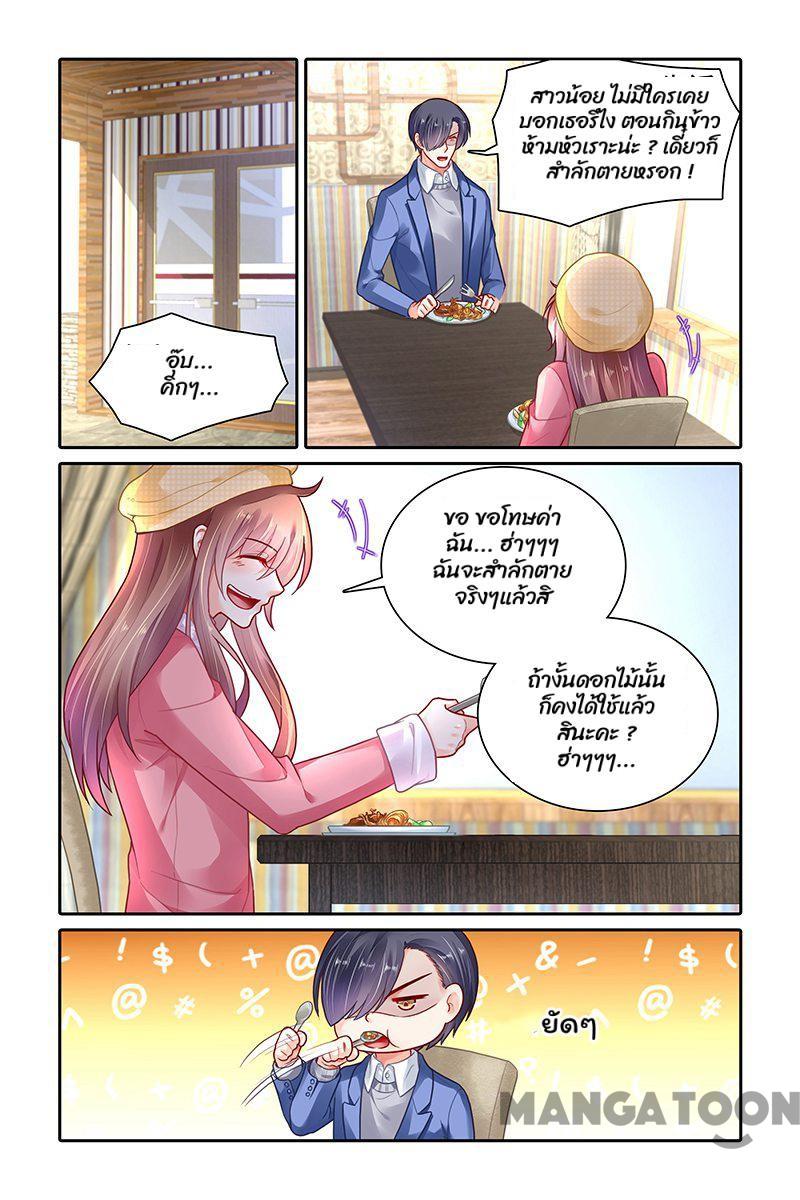 อุ๊บ...
คิกๆ...
สาวน้อย ไม่มีใครเคย
บอกเธอรึไง ตอนกินข้าว
ห้ามหัวเราะน่ะ ? เดี๋ยวก็
สำลักตายหรอก !
ขอ ขอโทษค่า
ฉัน... ฮ่าๆๆๆ
ฉันจะสำลักตาย
จริงๆแล้วสิ
ถ้างั้นดอกไม้นั้น
ก็คงได้ใช้แล้ว
สินะคะ ?
ฮ่าๆๆๆ...
ยัดๆ
MANGATOON